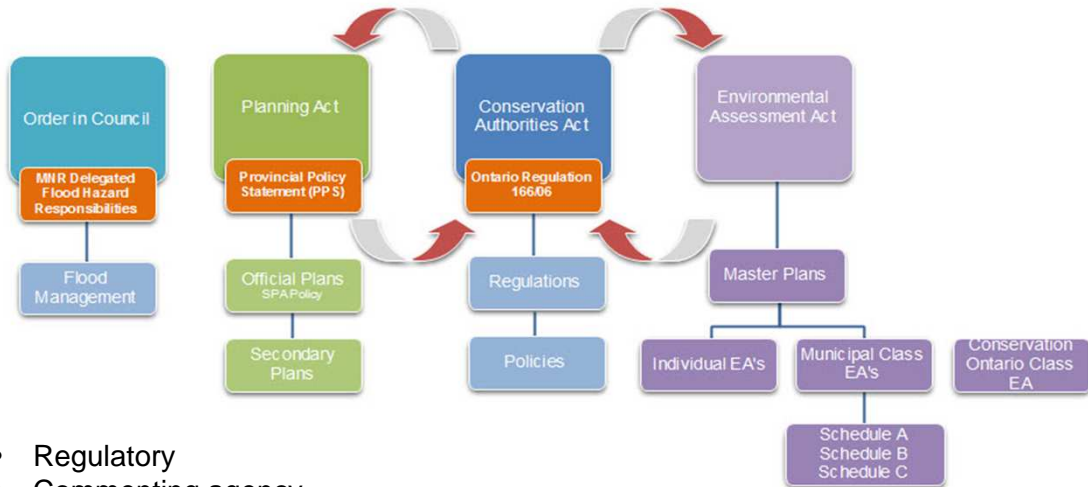 Order in Council
MNR Delegated
Flood Hazard
Responsibilities
Flood
Management
Planning Act
Provincial Policy
Statement (PPS)
Official Plans
SPA Policy
Secondary
Plans
Conservation
Authorities Act
Ontario Regulation
166/06
Regulations
Policies
Environmental
Assessment Act
Master Plans
Individual EA's
Municipal Class
EA's
Conservation
Ontario Class
EA
Schedule A
Schedule B
Schedule C
• Regulatory
Commenting agency